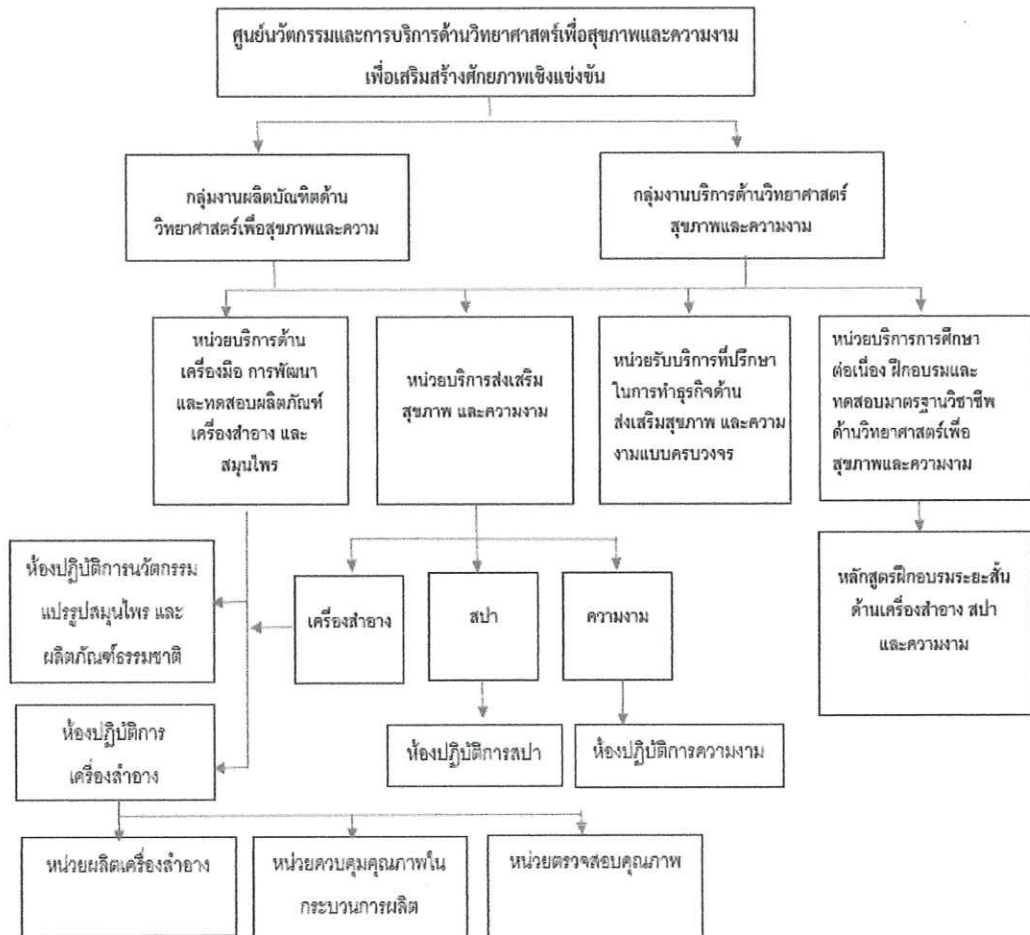 ศูนย์นวัตกรรมและการบริการด้านวิทยาศาสตร์เพื่อสุขภาพและความงาม
เพื่อเสริมสร้างศักยภาพเชิงแข่งขัน
กลุ่มงานผลิตบัณฑิตด้าน
วิทยาศาสตร์เพื่อสุขภาพและความ
กลุ่มงานบริการด้านวิทยาศาสตร์
สุขภาพและความงาม
หน่วยบริการด้าน
เครื่องมือ การพัฒนา
และทดสอบผลิตภัณฑ์
เครื่องสำอาง และ
สมุนไพร
หน่วยบริการส่งเสริม
สุขภาพ และความงาม
หน่วยรับบริการที่ปรึกษา
ในการทำธุรกิจด้าน
ส่งเสริมสุขภาพ และความ
งามแบบครบวงจร
หน่วยบริการการศึกษา
ต่อเนื่อง ฝึกอบรมและ
ทดสอบมาตรฐานวิชาชีพ
ด้านวิทยาศาสตร์เพื่อ
สุขภาพและความงาม
ห้องปฏิบัติการนวัตกรรม
แปรรูปสมุนไพร และ
ผลิตภัณฑ์ธรรมชาติ
เครื่องสำอาง
สปา
ความงาม
หลักสูตรฝึกอบรมระยะสั้น
ด้านเครื่องสำอาง สปา
และความงาม
ห้องปฏิบัติการ
เครื่องสำอาง
ห้องปฏิบัติการสปา
ห้องปฏิบัติการความงาม
หน่วยผลิตเครื่องสำอาง
หน่วยควบคุมคุณภาพใน
กระบวนการผลิต
หน่วยตรวจสอบคุณภาพ